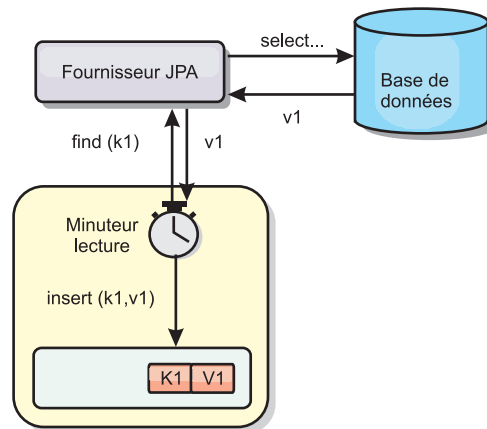 select...
Fournisseur JPA
Base de
données
v1
find (k1)
v1
Minuteur
lecture
insert (k1,v1)
K1
V1